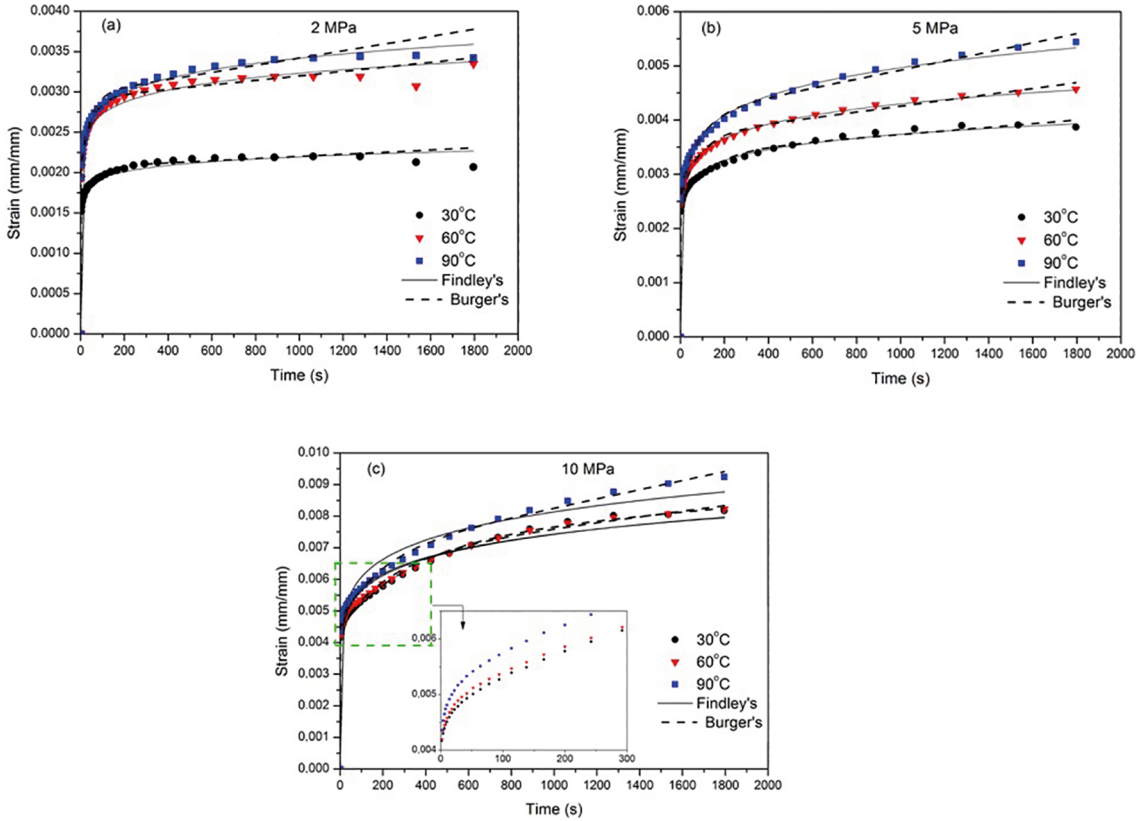 (a) 2 MPa
0.0040
0.0035
0.0030
0.0025
0.0020
0.0015
0.0010
0.0005
0.0000
Strain (mm/mm)
30°C
60°C
90°C
Findley's
Burger's
0 200 400 600 800 1000 1200 1400 1600 1800 2000
Time (s)
(b) 5 MPa
0.006
0.005
0.004
0.003
0.002
0.001
0.000
Strain (mm/mm)
30°C
60°C
90°C
Findley's
Burger's
0 200 400 600 800 1000 1200 1400 1600 1800 2000
Time (s)
(c) 10 MPa
0.010
0.009
0.008
0.007
0.006
0.005
0.004
0.003
0.002
0.001
0.000
Strain (mm/mm)
0.006
0.005
0.004
0 100 200 300
30°C
60°C
90°C
Findley's
Burger's
0 200 400 600 800 1000 1200 1400 1600 1800 2000
Time (s)